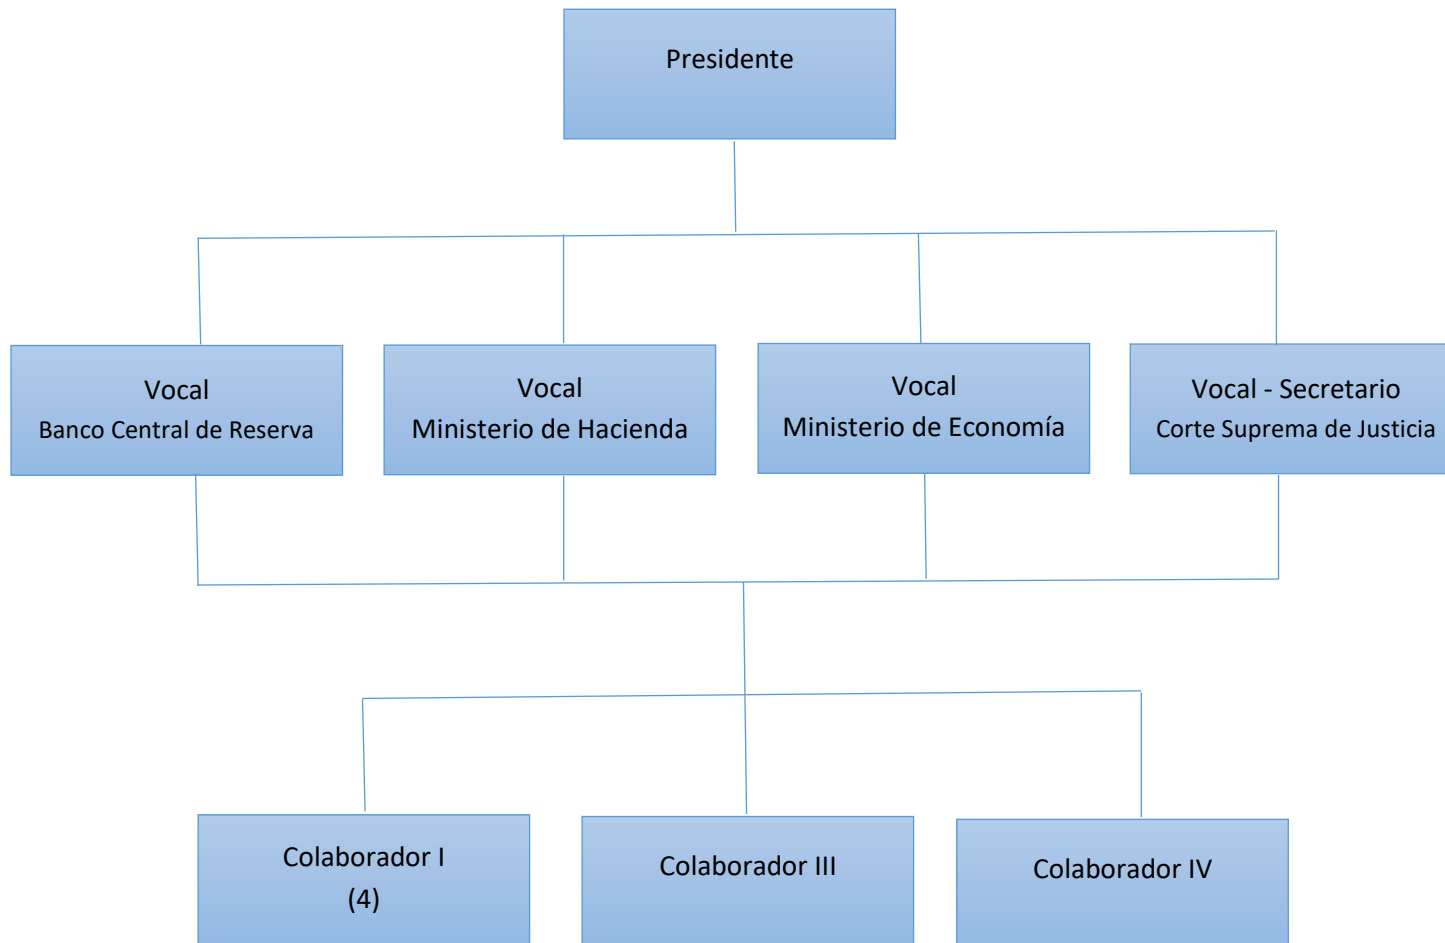 Presidente
Vocal
Banco Central de Reserva
Vocal
Ministerio de Hacienda
Vocal
Ministerio de Economía
Vocal - Secretario
Corte Suprema de Justicia
Colaborador I
(4)
Colaborador III
Colaborador IV